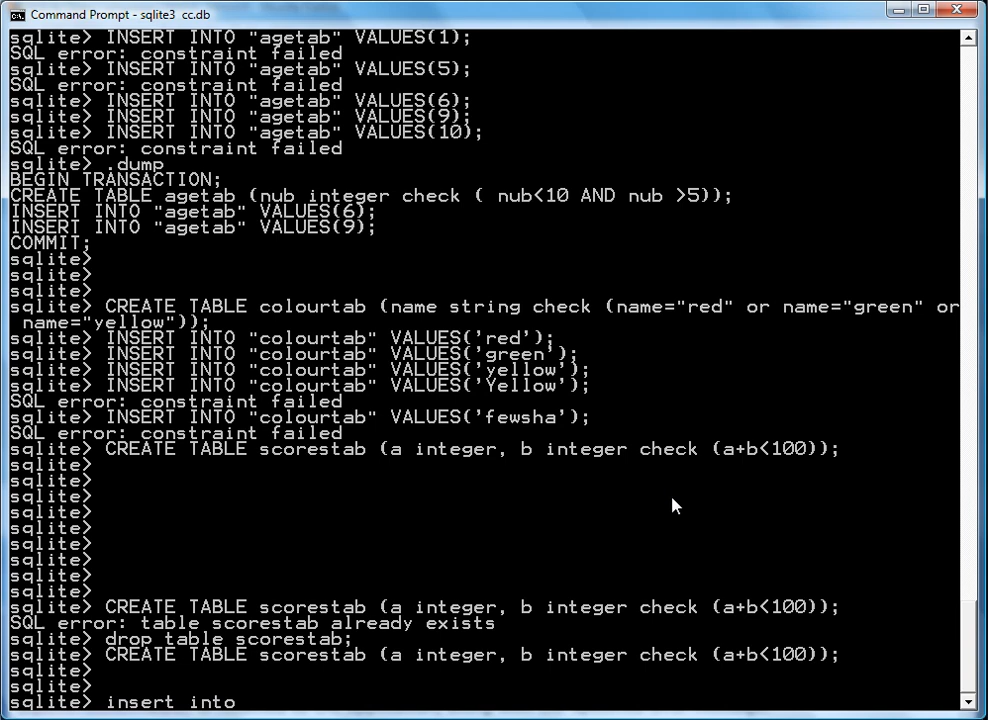 Command Prompt - sqlite3 cc.db
sqlite> INSERT INTO "agetab" VALUES(1);
SQL error: constraint failed
sqlite> INSERT INTO "agetab" VALUES(5);
SQL error: constraint failed
sqlite> INSERT INTO "agetab" VALUES(6);
sqlite> INSERT INTO "agetab" VALUES(9);
sqlite> INSERT INTO "agetab" VALUES(10);
SQL error: constraint failed
sqlite> .dump
BEGIN TRANSACTION;
CREATE TABLE agetab (nub integer check ( nub<10 AND nub >5));
INSERT INTO "agetab" VALUES(6);
INSERT INTO "agetab" VALUES(9);
COMMIT;
sqlite>
sqlite>
sqlite>
sqlite> CREATE TABLE colourtab (name string check (name="red" or name="green" or
name="yellow"));
sqlite> INSERT INTO "colourtab" VALUES('red');
sqlite> INSERT INTO "colourtab" VALUES('green');
sqlite> INSERT INTO "colourtab" VALUES('yellow');
sqlite> INSERT INTO "colourtab" VALUES('Yellow');
SQL error: constraint failed
sqlite> INSERT INTO "colourtab" VALUES('fewsha');
SQL error: constraint failed
sqlite> CREATE TABLE scorestab (a integer, b integer check (a+b<100));
sqlite>
sqlite>
sqlite>
sqlite>
sqlite>
sqlite>
sqlite>
sqlite>
sqlite>
sqlite> CREATE TABLE scorestab (a integer, b integer check (a+b<100));
SQL error: table scorestab already exists
sqlite> drop table scorestab;
sqlite> CREATE TABLE scorestab (a integer, b integer check (a+b<100));
sqlite>
sqlite>
sqlite> insert into